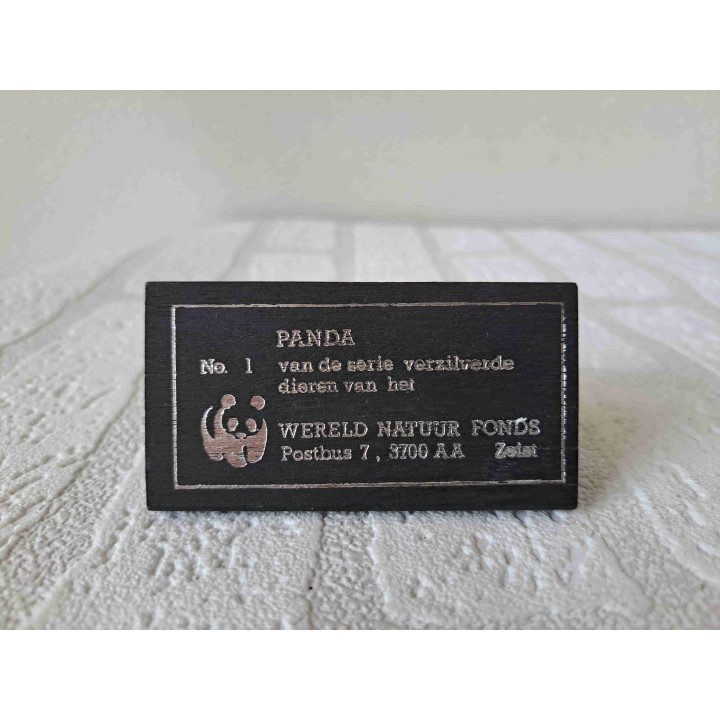 PANDA
No. 1 van de serie verzilverde
dieren van het
WERELD NATUUR FONDS
Postbus 7, 3700 AA Zeist